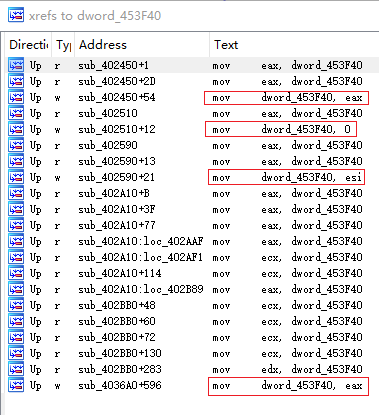 xrefs to dword_453F40
Directic Ty Address Text
Up r sub_402450+1 mov eax, dword_453F40
Up r sub_402450+2D mov eax, dword_453F40
Up w sub_402450+54 mov dword_453F40, eax
Up r sub_402510 mov eax, dword_453F40
Up w sub_402510+12 mov dword_453F40, 0
Up r sub_402590 mov eax, dword_453F40
Up r sub_402590+13 mov eax, dword_453F40
Up w sub_402590+21 mov dword_453F40, esi
Up r sub_402A10+B mov eax, dword_453F40
Up r sub_402A10+3F mov eax, dword_453F40
Up r sub_402A10+77 mov eax, dword_453F40
Up r sub_402A10:loc_402AAF mov eax, dword_453F40
Up r sub_402A10:loc_402AF1 mov ecx, dword_453F40
Up r sub_402A10+114 mov eax, dword_453F40
Up r sub_402A10:loc_402B89 mov eax, dword_453F40
Up r sub_402BB0+48 mov ecx, dword_453F40
Up r sub_402BB0+60 mov ecx, dword_453F40
Up r sub_402BB0+72 mov ecx, dword_453F40
Up r sub_402BB0+130 mov ecx, dword_453F40
Up r sub_402BB0+283 mov edx, dword_453F40
Up w sub_4036A0+596 mov dword_453F40, eax